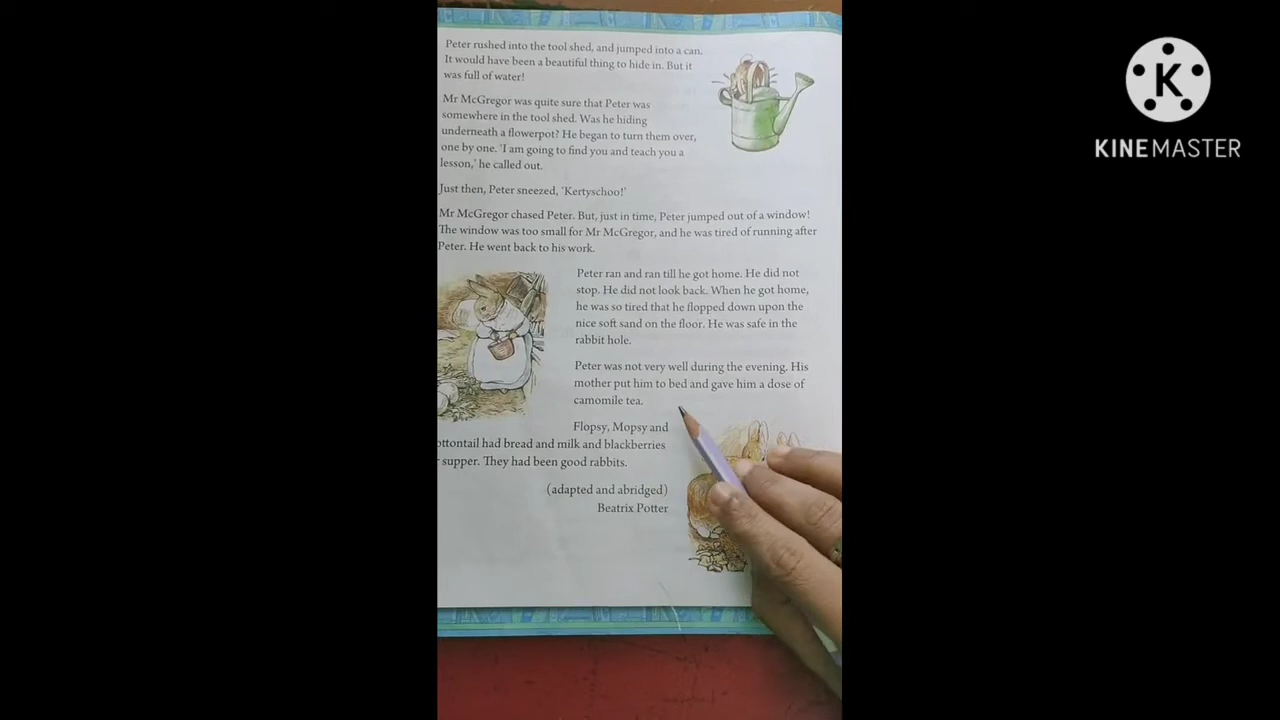 Peter rushed into the tool shed, and jumped into a can.
It would have been a beautiful thing to hide in. But it
was full of water!
Mr McGregor was quite sure that Peter was
somewhere in the tool shed. Was he hiding
underneath a flowerpot? He began to turn them over,
one by one. 'I am going to find you and teach you a
lesson,' he called out.
Just then, Peter sneezed, 'Kertyschoo!'
Mr McGregor chased Peter. But, just in time, Peter jumped out of a window!
The window was too small for Mr McGregor, and he was tired of running after
Peter. He went back to his work.
Peter ran and ran till he got home. He did not
stop. He did not look back. When he got home,
he was so tired that he flopped down upon the
nice soft sand on the floor. He was safe in the
rabbit hole.
Peter was not very well during the evening. His
mother put him to bed and gave him a dose of
camomile tea.
Flopsy, Mopsy and
ottontail had bread and milk and blackberries
r supper. They had been good rabbits.
(adapted and abridged)
Beatrix Potter
K
KINEMASTER